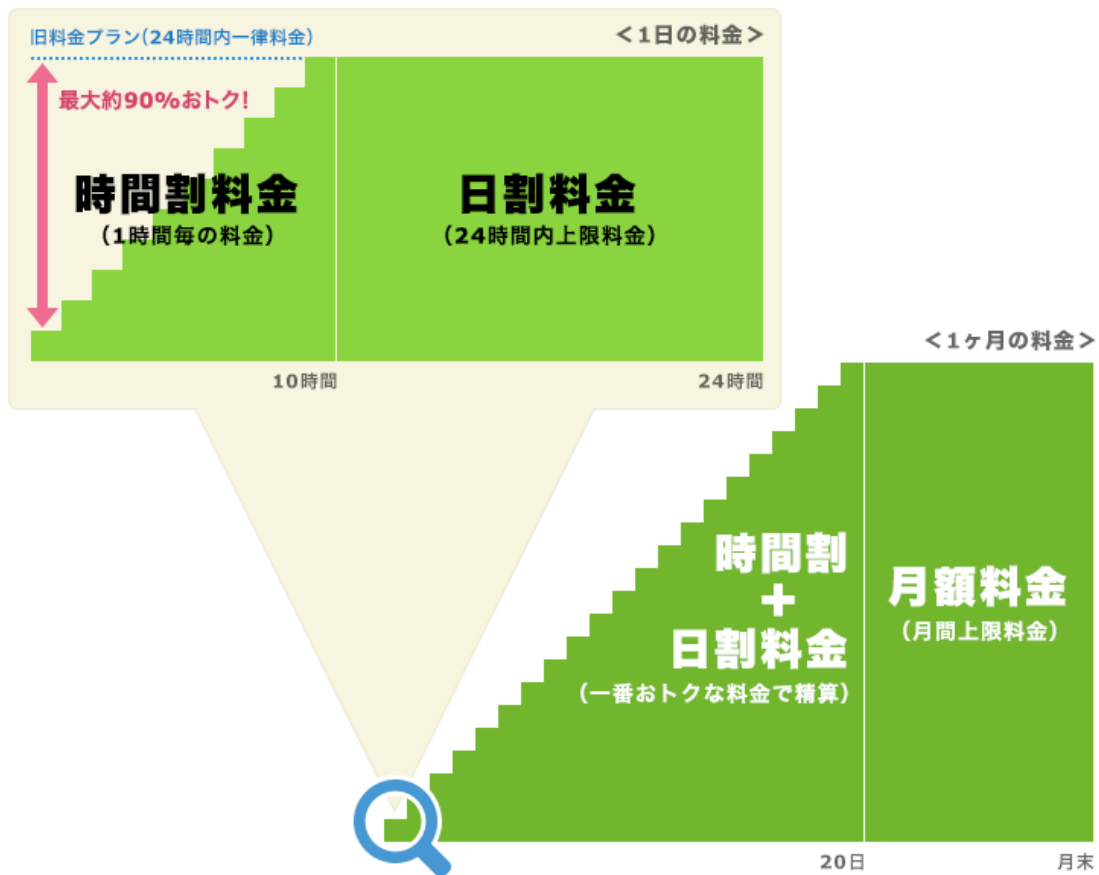 旧料金プラン(24時間内一律料金)
＜1日の料金＞
最大約90%おトク!
時間割料金
(1時間毎の料金)
日割料金
(24時間内上限料金)
10時間
24時間
＜1ヶ月の料金＞
時間割
+
日割料金
(一番おトクな料金で精算)
月額料金
(月間上限料金)
20日
月末